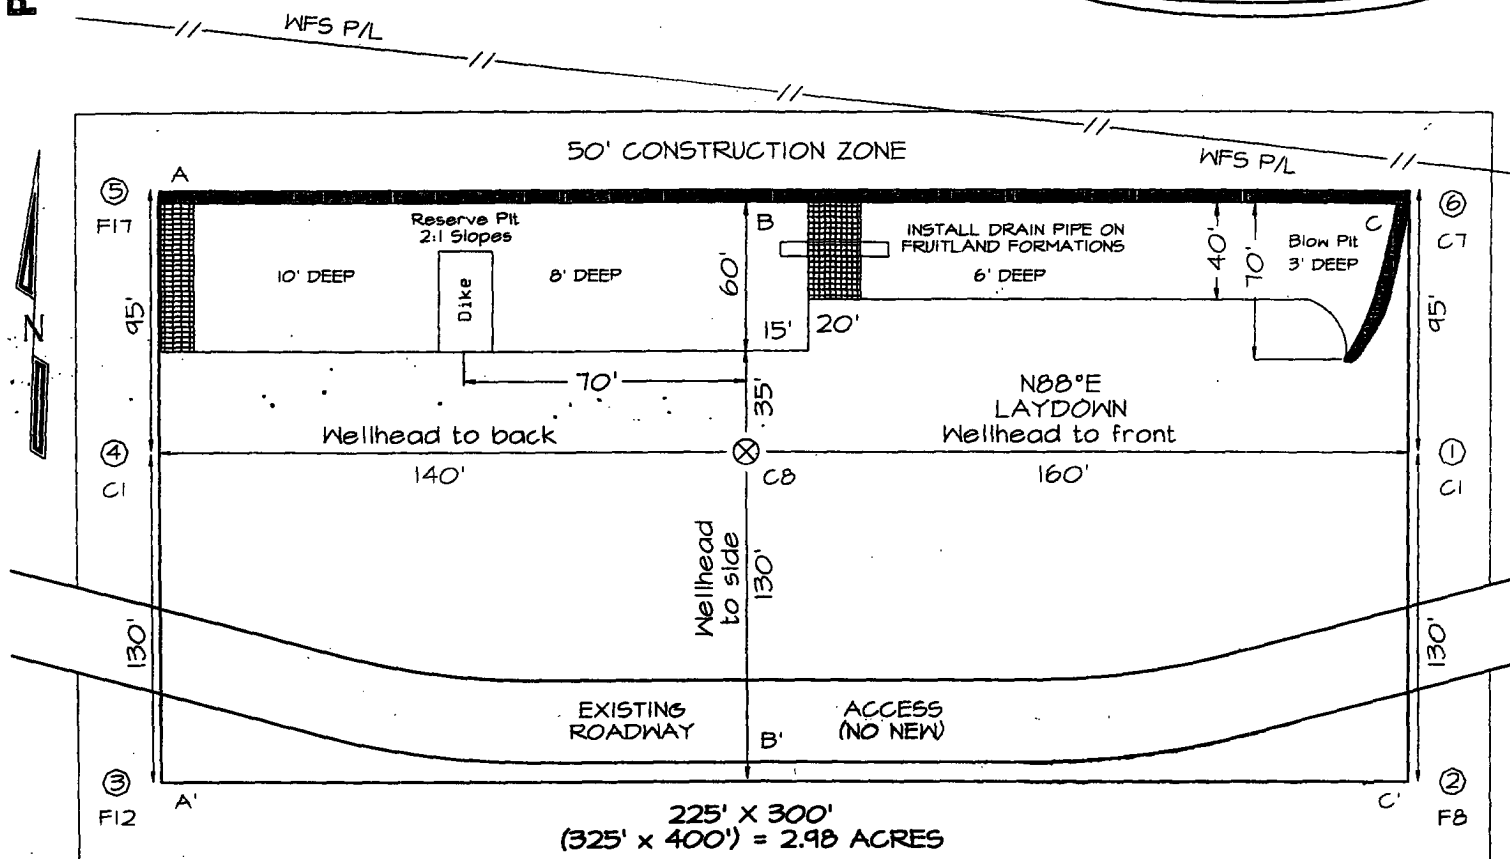 WFS P/L
50' CONSTRUCTION ZONE
WFS P/L
5
A
6
F17
Reserve Pit
2:1 Slopes
B
INSTALL DRAIN PIPE ON
FRUITLAND FORMATIONS
C
C7
Blow Pit
3' DEEP
10' DEEP
Dike
8' DEEP
60'
6' DEEP
40'
70'
N
95'
15'
20'
95'
70'
35'
N88°E
LAYDOWN
Wellhead to back
Wellhead to front
4
1
140'
C8
160'
C1
C1
Wellhead
to side
130'
130'
130'
EXISTING
ROADWAY
ACCESS
(NO NEW)
B'
3
A'
C'
2
F12
F8
225' X 300'
(325' x 400') = 2.98 ACRES